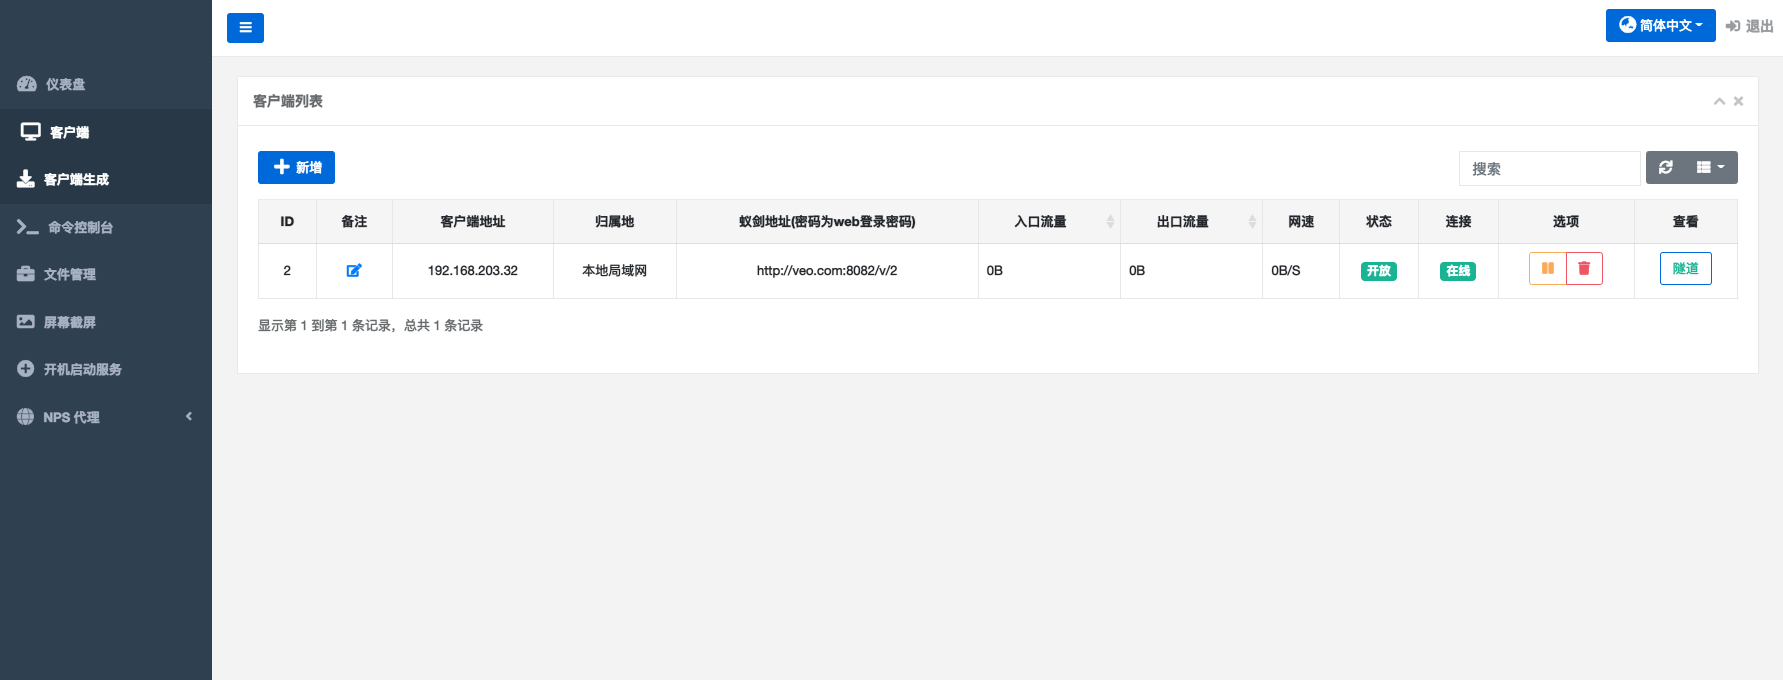 简体中文
退出
仪表盘
客户端
客户端生成
命令控制台
文件管理
屏幕截屏
开机启动服务
NPS 代理
客户端列表
新增
搜索
ID 备注 客户端地址 归属地 蚁剑地址(密码为web登录密码) 入口流量 出口流量 网速 状态 连接 选项 查看
2 192.168.203.32 本地局域网 http://veo.com:8082/v/2 0B 0B 0B/S 开放 在线 隧道
显示第 1 到第 1 条记录，总共 1 条记录